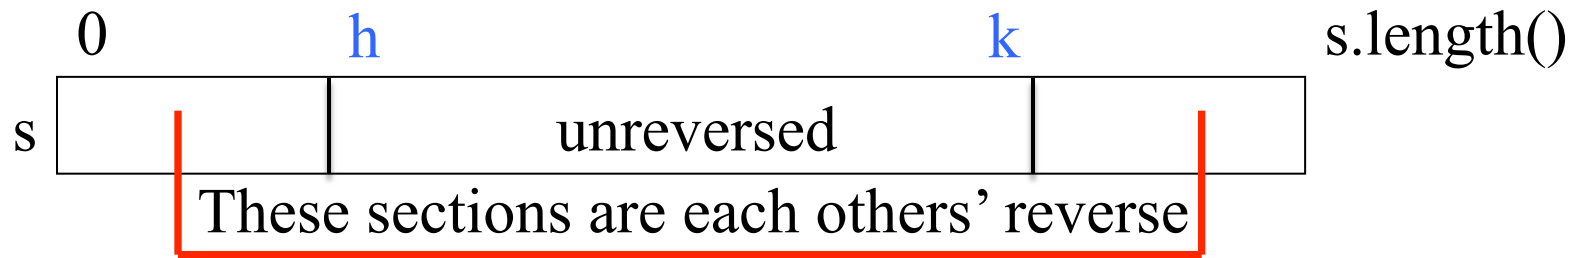 0 h k s.length()
s unreversed
These sections are each others’ reverse